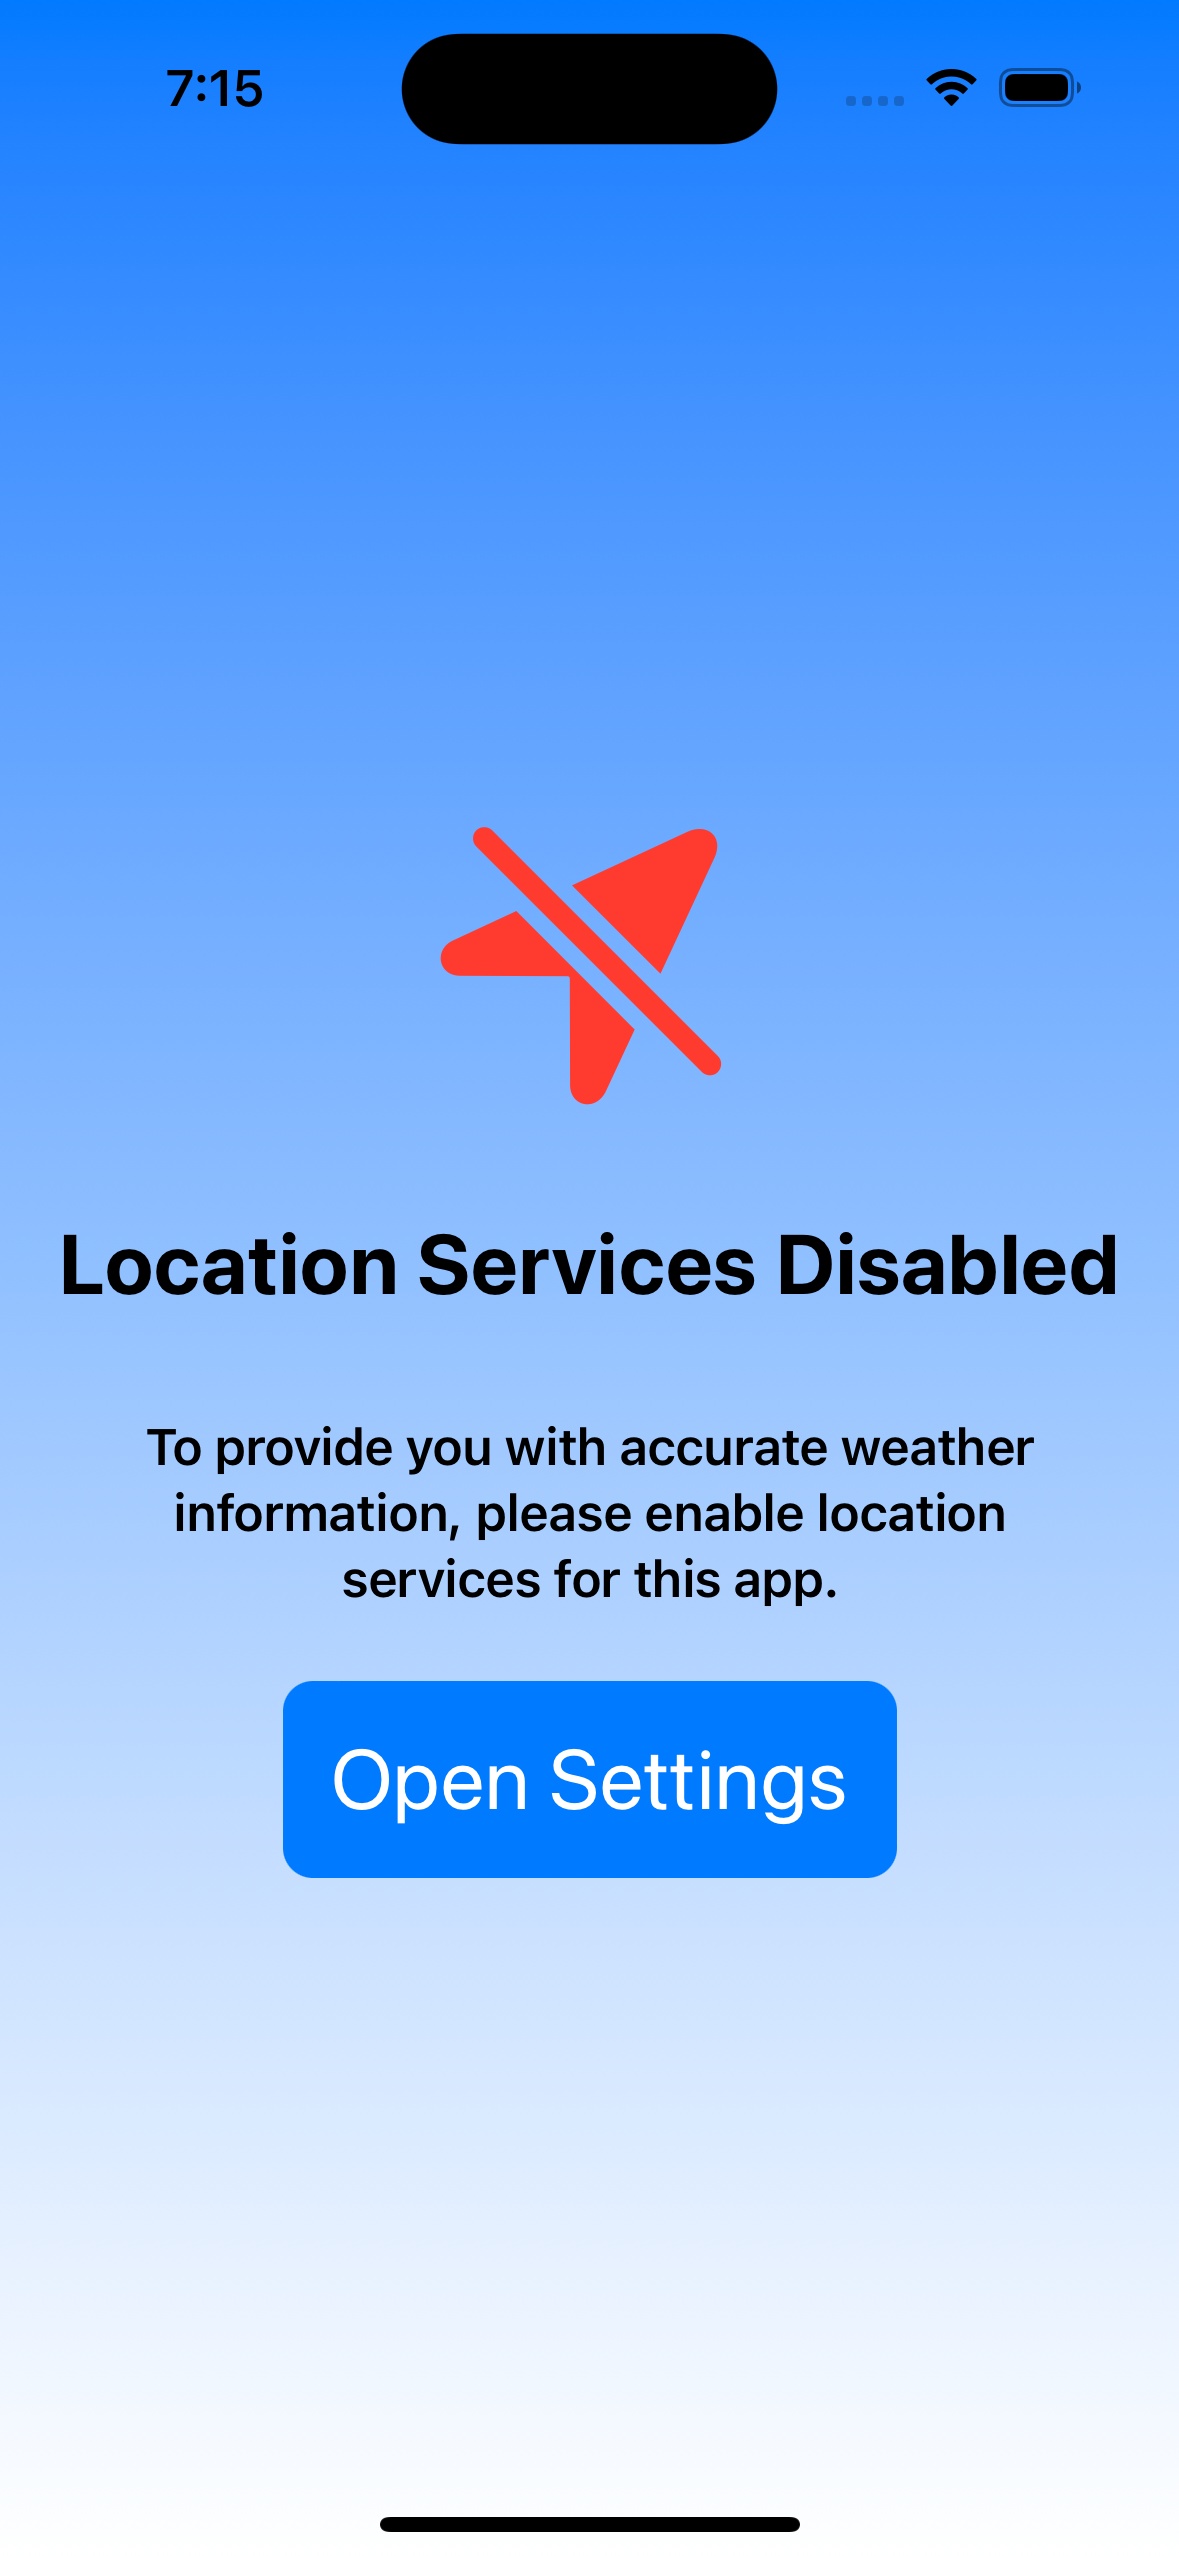 7:15
Location Services Disabled
To provide you with accurate weather
information, please enable location
services for this app.
Open Settings